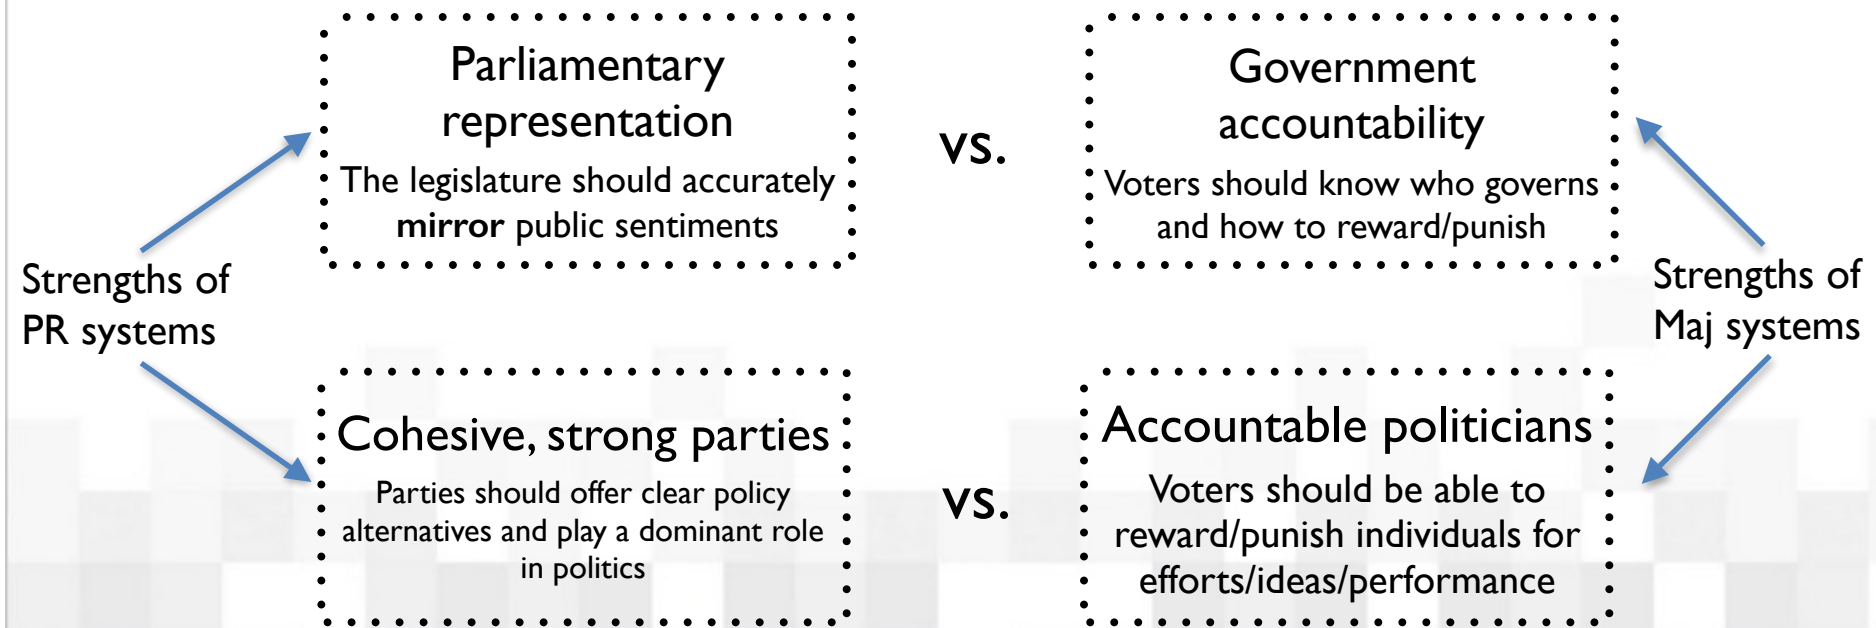 Parliamentary
representation
The legislature should accurately
mirror public sentiments
vs.
Government
accountability
Voters should know who governs
and how to reward/punish
Strengths of
PR systems
Strengths of
Maj systems
Cohesive, strong parties
Parties should offer clear policy
alternatives and play a dominant role
in politics
vs.
Accountable politicians
Voters should be able to
reward/punish individuals for
efforts/ideas/performance